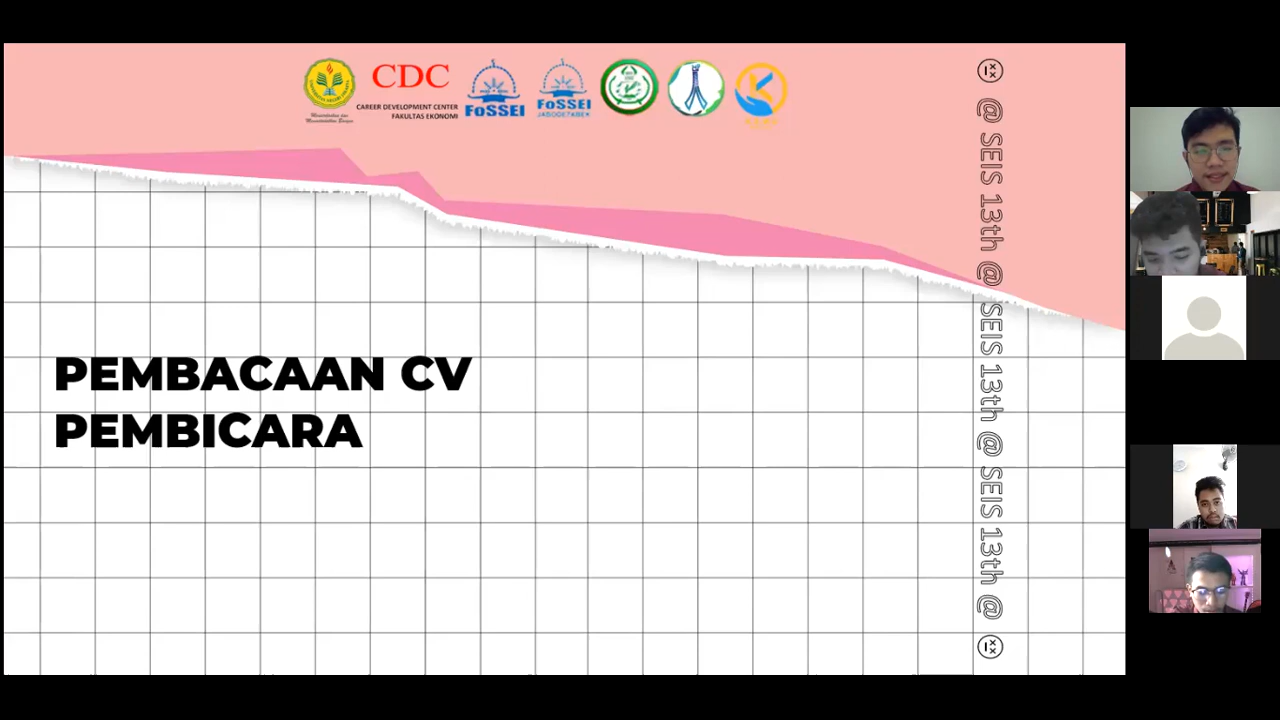 CDC
CAREER DEVELOPMENT CENTER
FAKULTAS EKONOMI
FoSSEI
FoSSEI
JABODETABEK
PEMBACAAN CV
PEMBICARA
@ SEIS 13th @ SEIS 13th @ SEIS 13th @